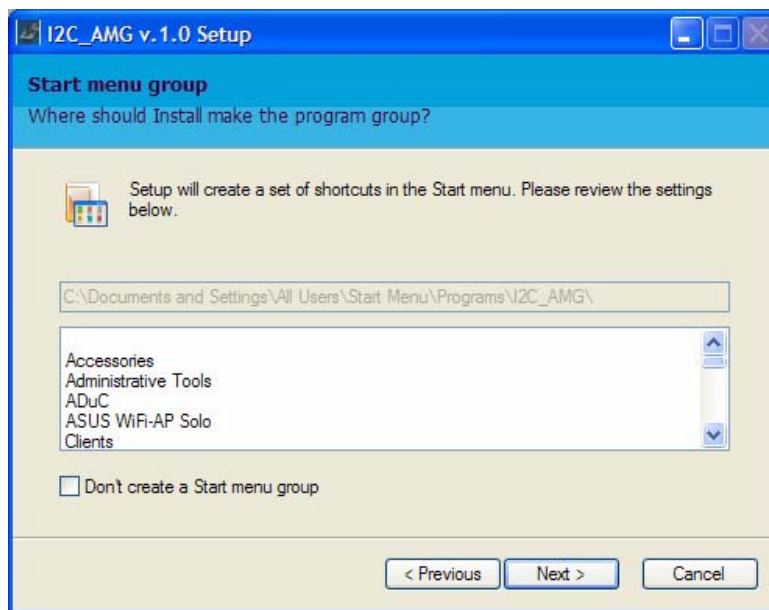 I2C_AMG v.1.0 Setup
Start menu group
Where should Install make the program group?
Setup will create a set of shortcuts in the Start menu. Please review the settings
below.
C:\Documents and Settings\All Users\Start Menu\Programs\I2C_AMG\
Accessories
Administrative Tools
ADuC
ASUS WiFi-AP Solo
Clients
Don't create a Start menu group
< Previous
Next >
Cancel